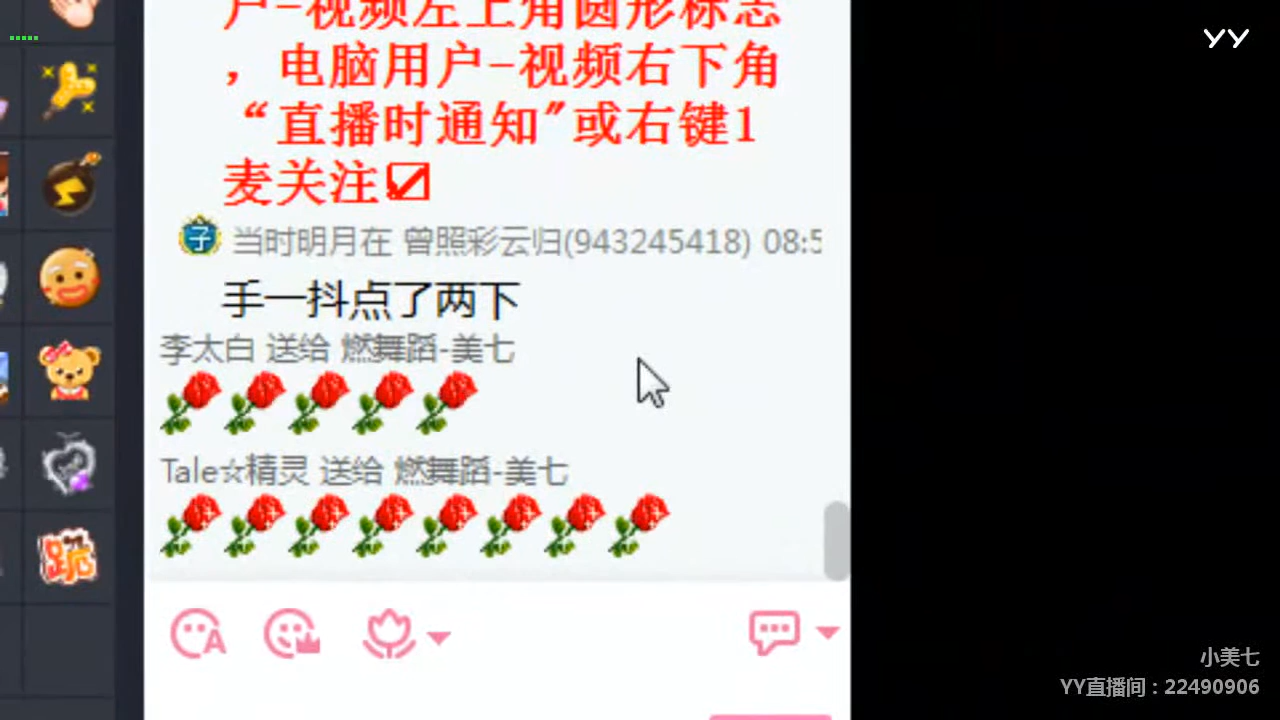 户-视频左上角圆形标志
，电脑用户-视频右下角
“直播时通知"或右键1
麦关注☑
子 当时明月在 曾照彩云归(943245418) 08:5
手一抖点了两下
李太白 送给 燃舞蹈-美七
Tale☆精灵 送给 燃舞蹈-美七
跪
A
YY
小美七
YY直播间：22490906